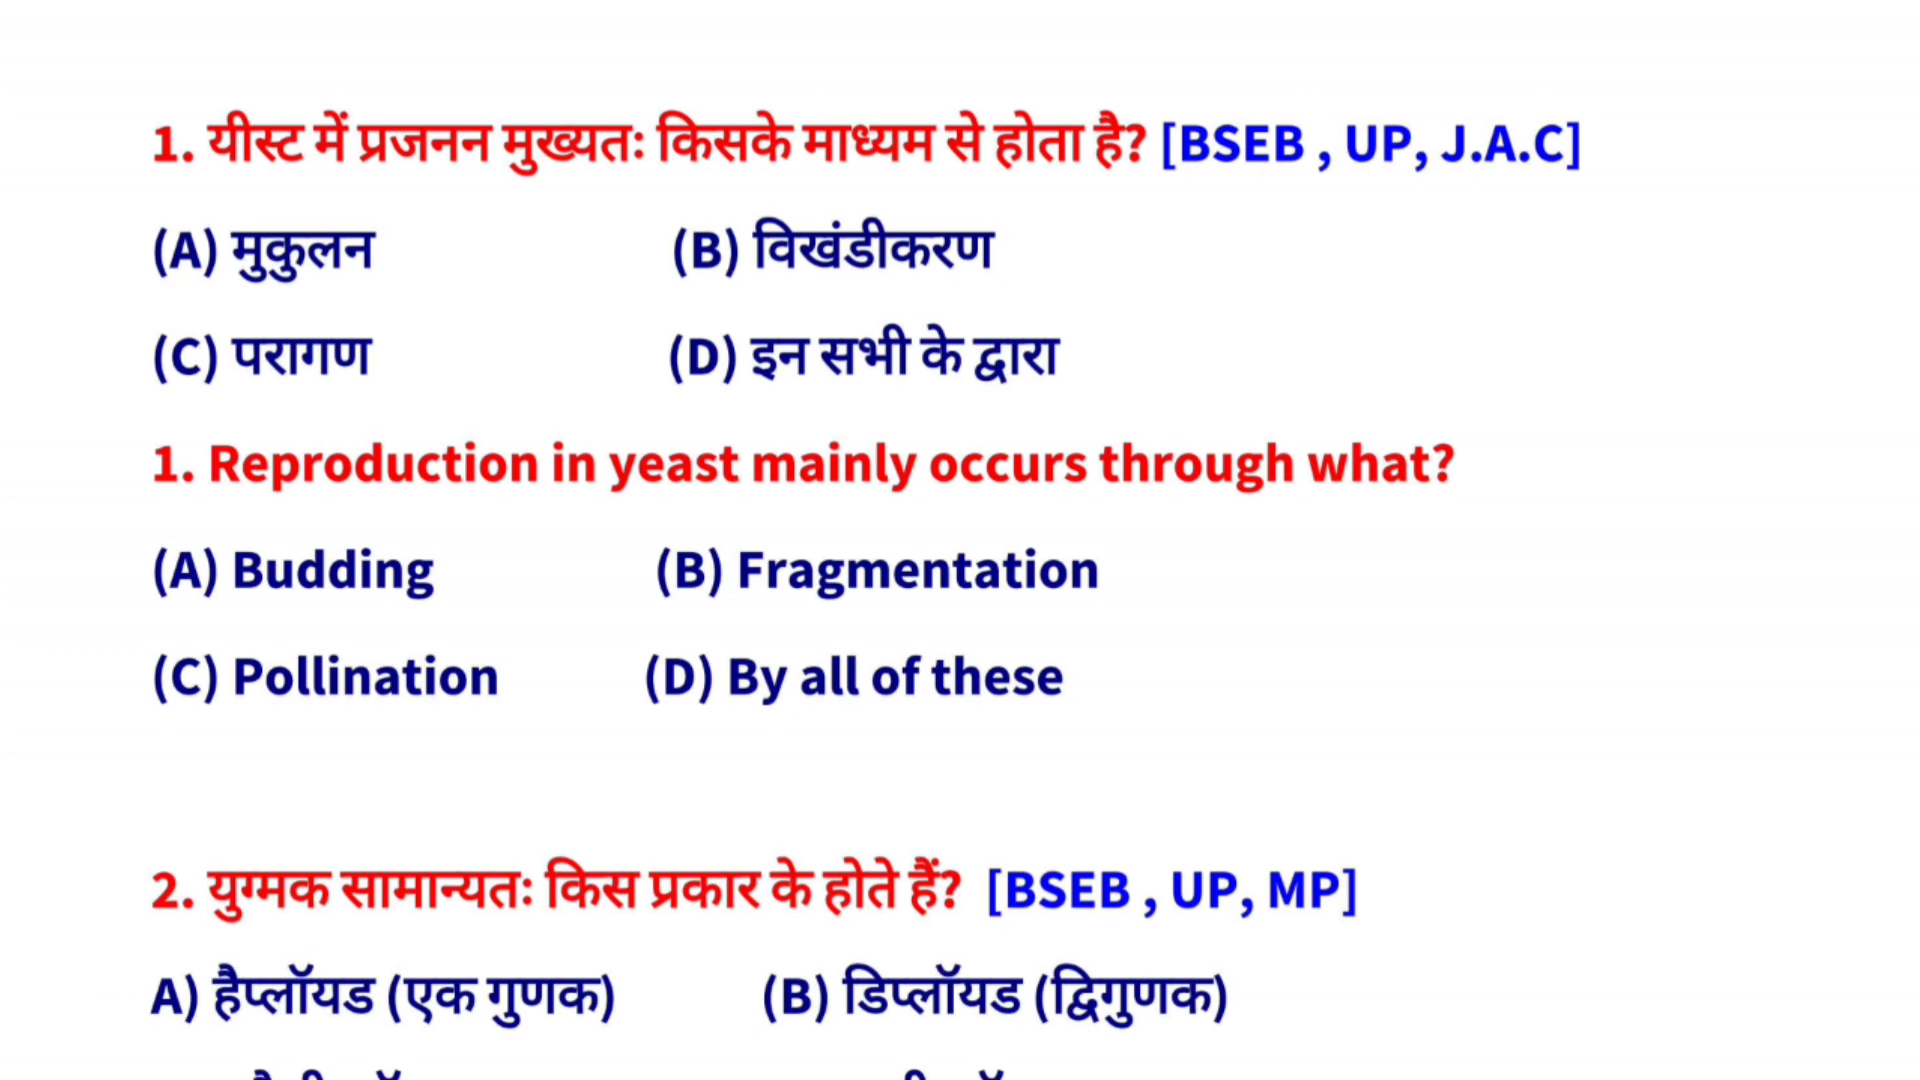 1. यीस्ट में प्रजनन मुख्यतः किसके माध्यम से होता है? [BSEB , UP, J.A.C]
(A) मुकुलन (B) विखंडीकरण
(C) परागण (D) इन सभी के द्वारा
1. Reproduction in yeast mainly occurs through what?
(A) Budding (B) Fragmentation
(C) Pollination (D) By all of these
2. युग्मक सामान्यतः किस प्रकार के होते हैं? [BSEB , UP, MP]
A) हैप्लॉयड (एक गुणक) (B) डिप्लॉयड (द्विगुणक)